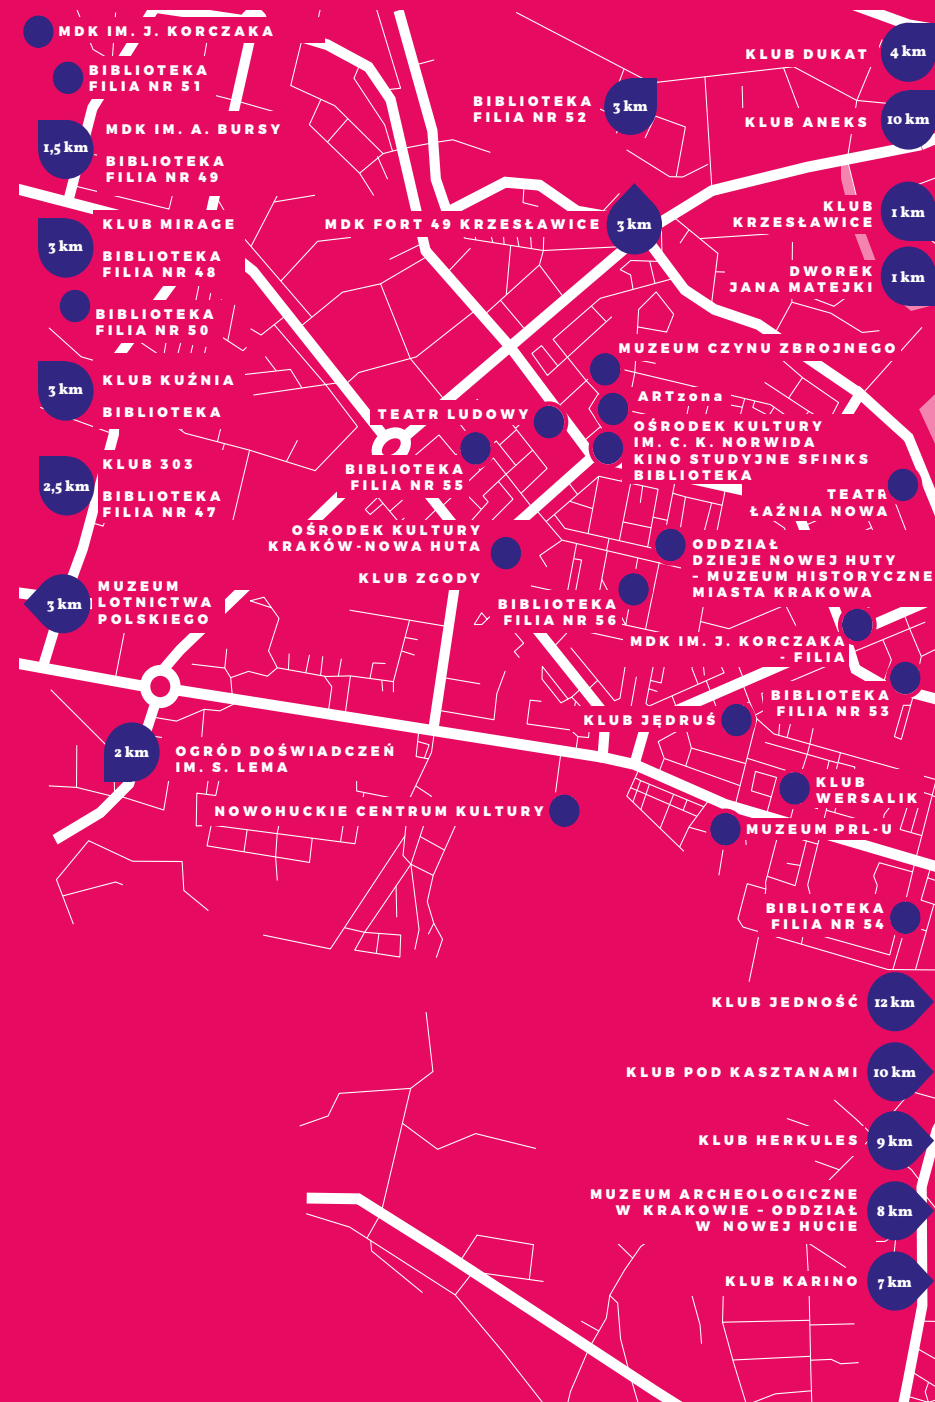 MDK IM. J. KORCZAKA
BIBLIOTEKA
FILIA NR 51
1,5 km
MDK IM. A. BURSY
BIBLIOTEKA
FILIA NR 49
3 km
KLUB MIRAGE
BIBLIOTEKA
FILIA NR 48
BIBLIOTEKA
FILIA NR 50
3 km
KLUB KUŹNIA
BIBLIOTEKA
2,5 km
KLUB 303
BIBLIOTEKA
FILIA NR 47
3 km
MUZEUM
LOTNICTWA
POLSKIEGO
2 km
OGRÓD DOŚWIADCZEŃ
IM. S. LEMA
NOWOHUCKIE CENTRUM KULTURY
BIBLIOTEKA
FILIA NR 52
3 km
MDK FORT 49 KRZESŁAWICE
3 km
TEATR LUDOWY
BIBLIOTEKA
FILIA NR 55
OŚRODEK KULTURY
KRAKÓW-NOWA HUTA
KLUB ZGODY
BIBLIOTEKA
FILIA NR 56
KLUB JĘDRUŚ
KLUB DUKAT
4 km
KLUB ANEKS
10 km
KLUB
KRZESŁAWICE
1 km
DWOREK
JANA MATEJKI
1 km
MUZEUM CZYNU ZBROJNEGO
ARTzona
OŚRODEK KULTURY
IM. C. K. NORWIDA
KINO STUDYJNE SFINKS
BIBLIOTEKA
TEATR
ŁAŹNIA NOWA
ODDZIAŁ
DZIEJE NOWEJ HUTY
- MUZEUM HISTORYCZNE
MIASTA KRAKOWA
MDK IM. J. KORCZAKA
- FILIA
BIBLIOTEKA
FILIA NR 53
KLUB
WERSALIK
MUZEUM PRL-U
BIBLIOTEKA
FILIA NR 54
KLUB JEDNOŚĆ
12 km
KLUB POD KASZTANAMI
10 km
KLUB HERKULES
9 km
MUZEUM ARCHEOLOGICZNE
W KRAKOWIE - ODDZIAŁ
W NOWEJ HUCIE
8 km
KLUB KARINO
7 km